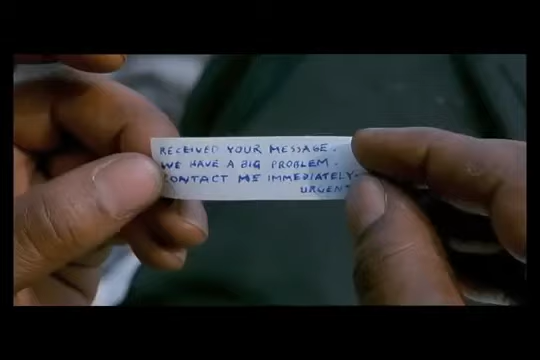 RECEIVED YOUR MESSAGE.
WE HAVE A BIG PROBLEM.
CONTACT ME IMMEDIATELY.
URGENT